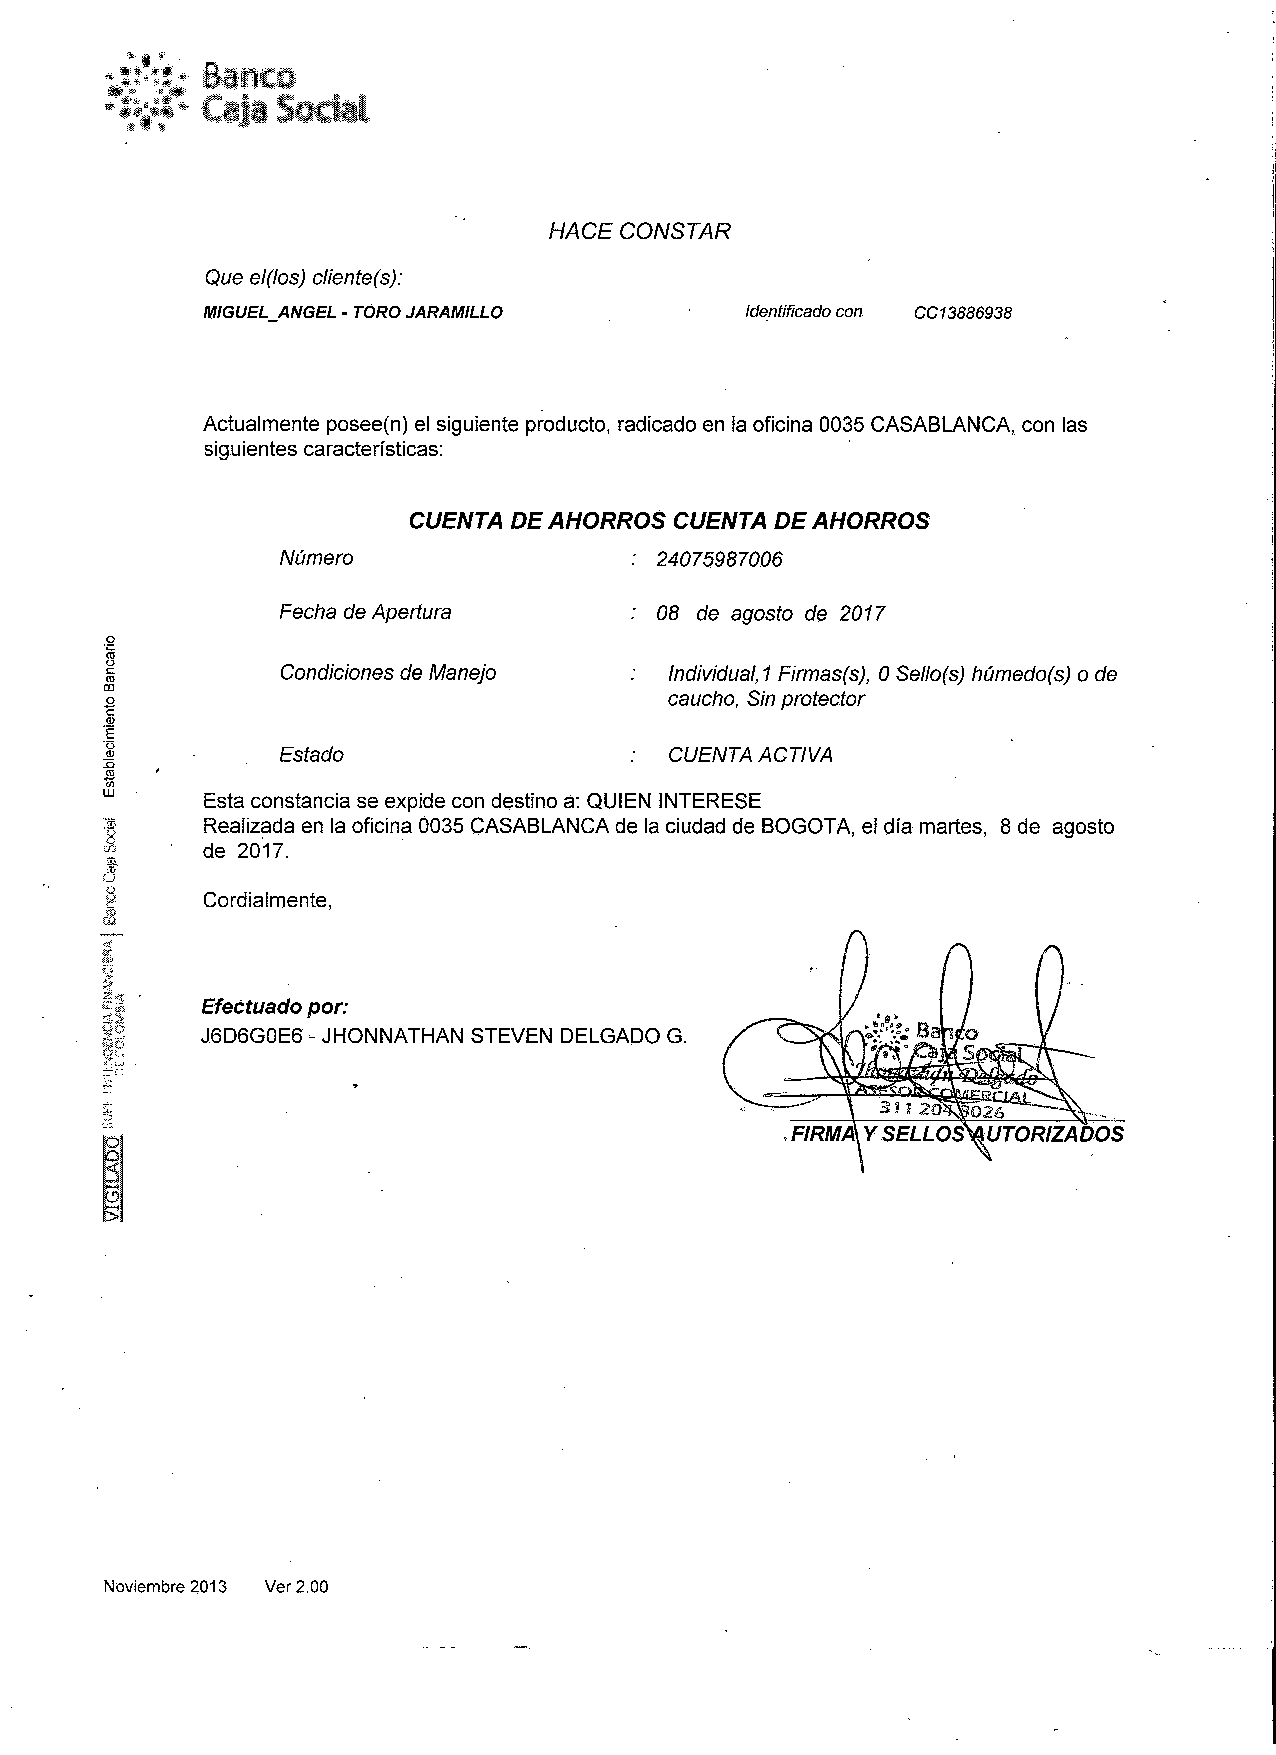 Banco
Caja Social
HACE CONSTAR
Que el(los) cliente(s):
MIGUEL_ANGEL - TORO JARAMILLO Identificado con CC13886938
Actualmente posee(n) el siguiente producto, radicado en la oficina 0035 CASABLANCA, con las
siguientes características:
CUENTA DE AHORROS CUENTA DE AHORROS
Número : 24075987006
Fecha de Apertura : 08 de agosto de 2017
Condiciones de Manejo : Individual,1 Firmas(s), 0 Sello(s) húmedo(s) o de
caucho, Sin protector
Estado : CUENTA ACTIVA
Esta constancia se expide con destino a: QUIEN INTERESE
Realizada en la oficina 0035 CASABLANCA de la ciudad de BOGOTA, el día martes, 8 de agosto
de 2017.
Cordialmente,
Efectuado por:
J6D6G0E6 - JHONNATHAN STEVEN DELGADO G.
Banco
Caja Social
Delgado
ASESOR COMERCIAL
311 204 8026
FIRMA Y SELLOS AUTORIZADOS
VIGILADO SUPERINTENDENCIA FINANCIERA DE COLOMBIA Banco Caja Social Establecimiento Bancario
Noviembre 2013 Ver 2.00